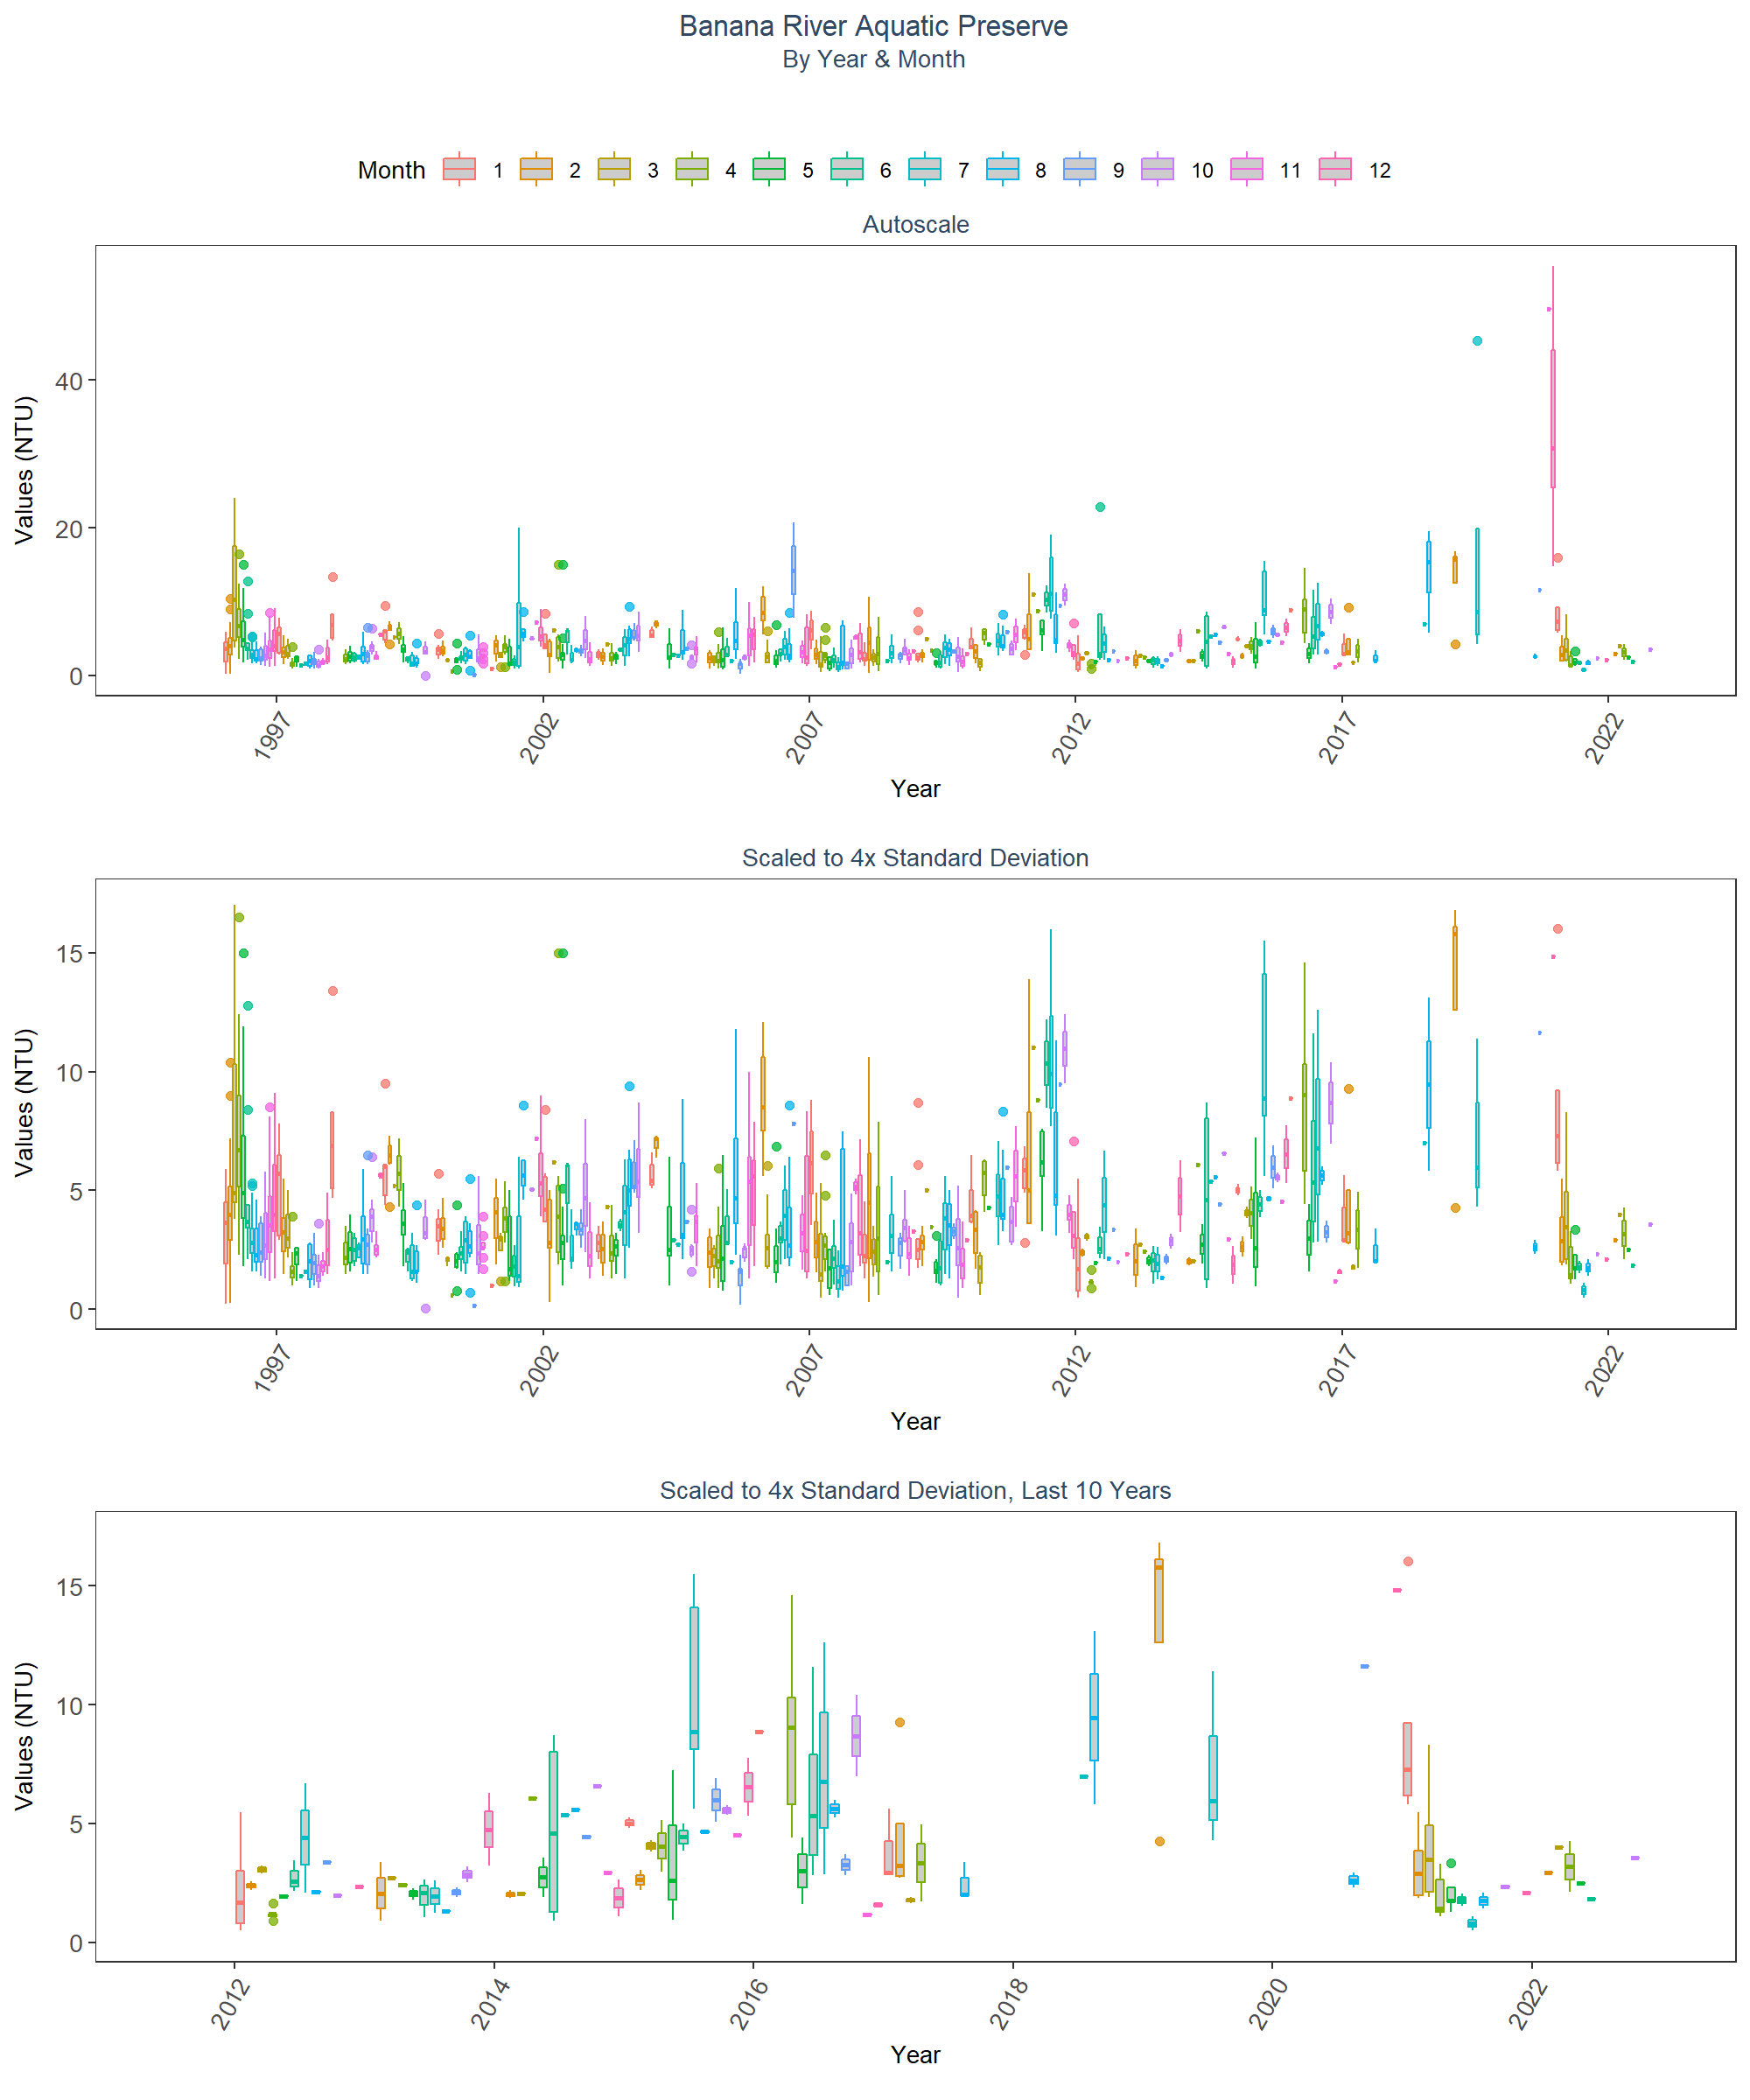 Banana River Aquatic Preserve
By Year & Month
Month 1 2 3 4 5 6 7 8 9 10 11 12
Autoscale
Values (NTU)
40
20
0
1997 2002 2007 2012 2017 2022
Year
Scaled to 4x Standard Deviation
Values (NTU)
15
10
5
0
1997 2002 2007 2012 2017 2022
Year
Scaled to 4x Standard Deviation, Last 10 Years
Values (NTU)
15
10
5
0
2012 2014 2016 2018 2020 2022
Year